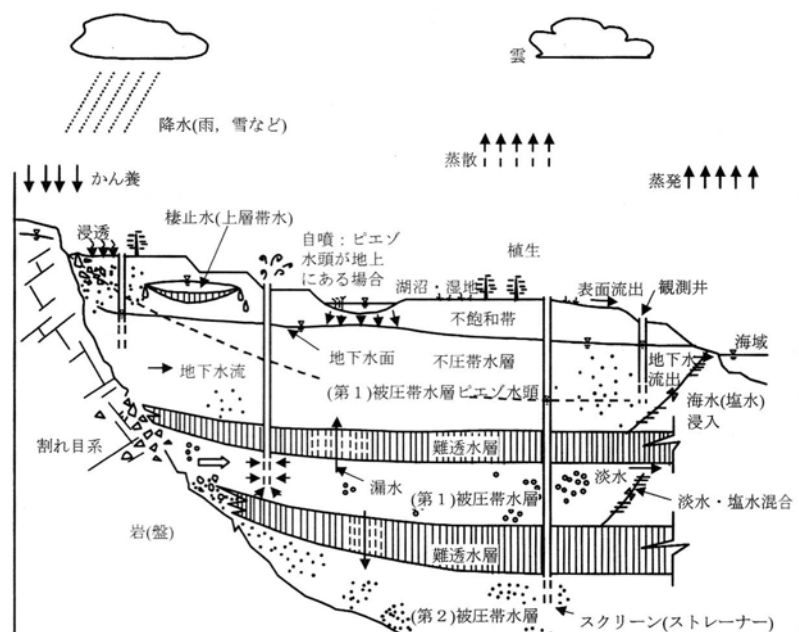 雲
降水(雨，雪など)
蒸散
かん養
蒸発
浸透
棲止水(上層帯水)
自噴：ピエゾ
水頭が地上
にある場合
植生
湖沼・湿地
表面流出
観測井
不飽和帯
海域
地下水面
不圧帯水層
地下水
流出
地下水流
(第１)被圧帯水層ピエゾ水頭
海水(塩水)
浸入
割れ目系
難透水層
漏水
(第１)被圧帯水層
淡水
淡水・塩水混合
岩(盤)
難透水層
(第２)被圧帯水層
スクリーン(ストレーナー)